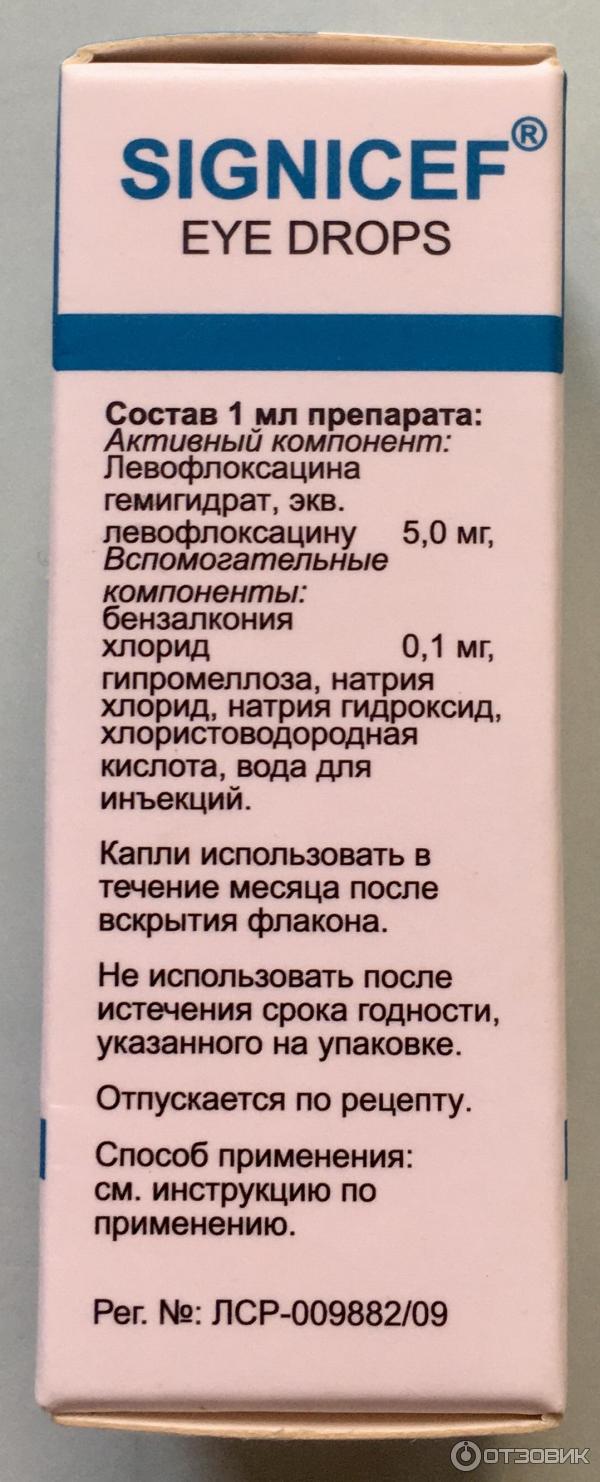 SIGNICEF®
EYE DROPS
Состав 1 мл препарата:
Активный компонент:
Левофлоксацина
гемигидрат, экв.
левофлоксацину 5,0 мг,
Вспомогательные
компоненты:
бензалкония
хлорид 0,1 мг,
гипромеллоза, натрия
хлорид, натрия гидроксид,
хлористоводородная
кислота, вода для
инъекций.
Капли использовать в
течение месяца после
вскрытия флакона.
Не использовать после
истечения срока годности,
указанного на упаковке.
Отпускается по рецепту.
Способ применения:
см. инструкцию по
применению.
Рег. №: ЛСР-009882/09
ОТЗОВИК